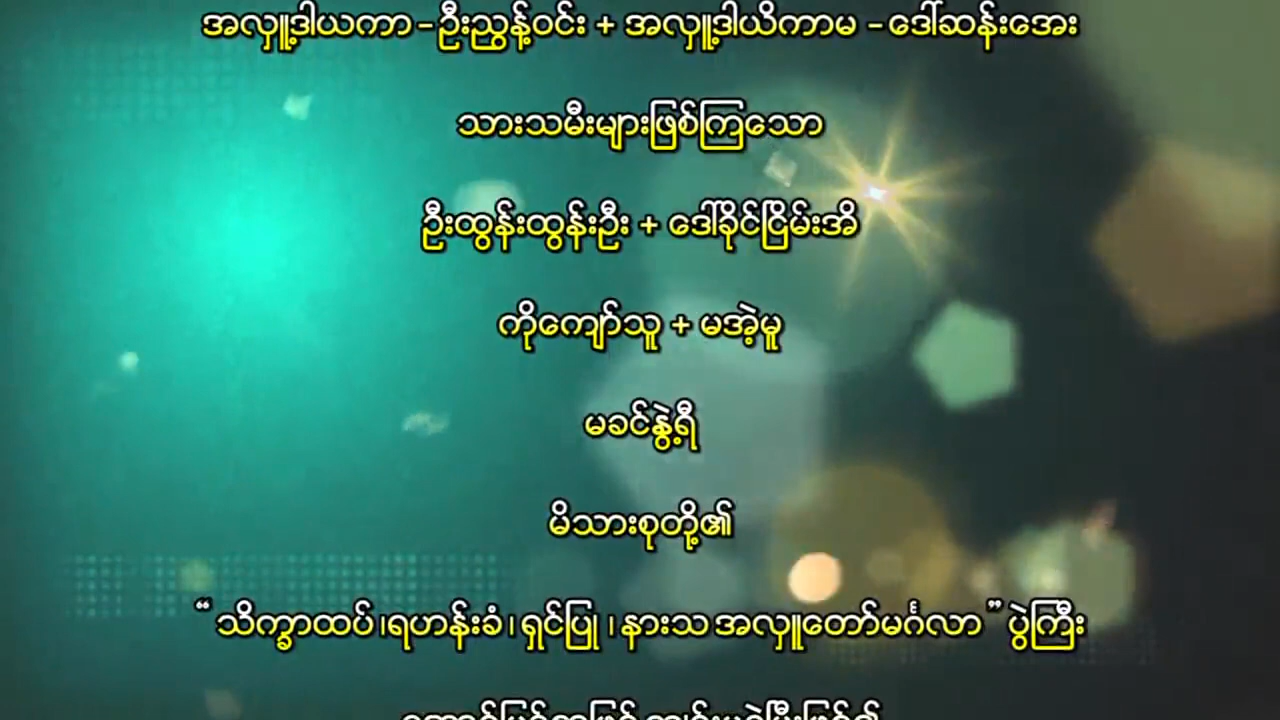 အလှူ့ဒါယကာ - ဦးညွန့်ဝင်း + အလှူ့ဒါယိကာမ - ဒေါ်ဆန်းအေး
သားသမီးများဖြစ်ကြသော
ဦးထွန်းထွန်းဦး + ဒေါ်ခိုင်ငြိမ်းအိ
ကိုကျော်သူ + မအဲ့မူ
မခင်နွဲ့ရီ
မိသားစုတို့၏
“ သိက္ခာထပ် ၊ရဟန်းခံ ၊ ရှင်ပြု ၊ နားသ အလှူတော်မင်္ဂလာ ” ပွဲကြီး